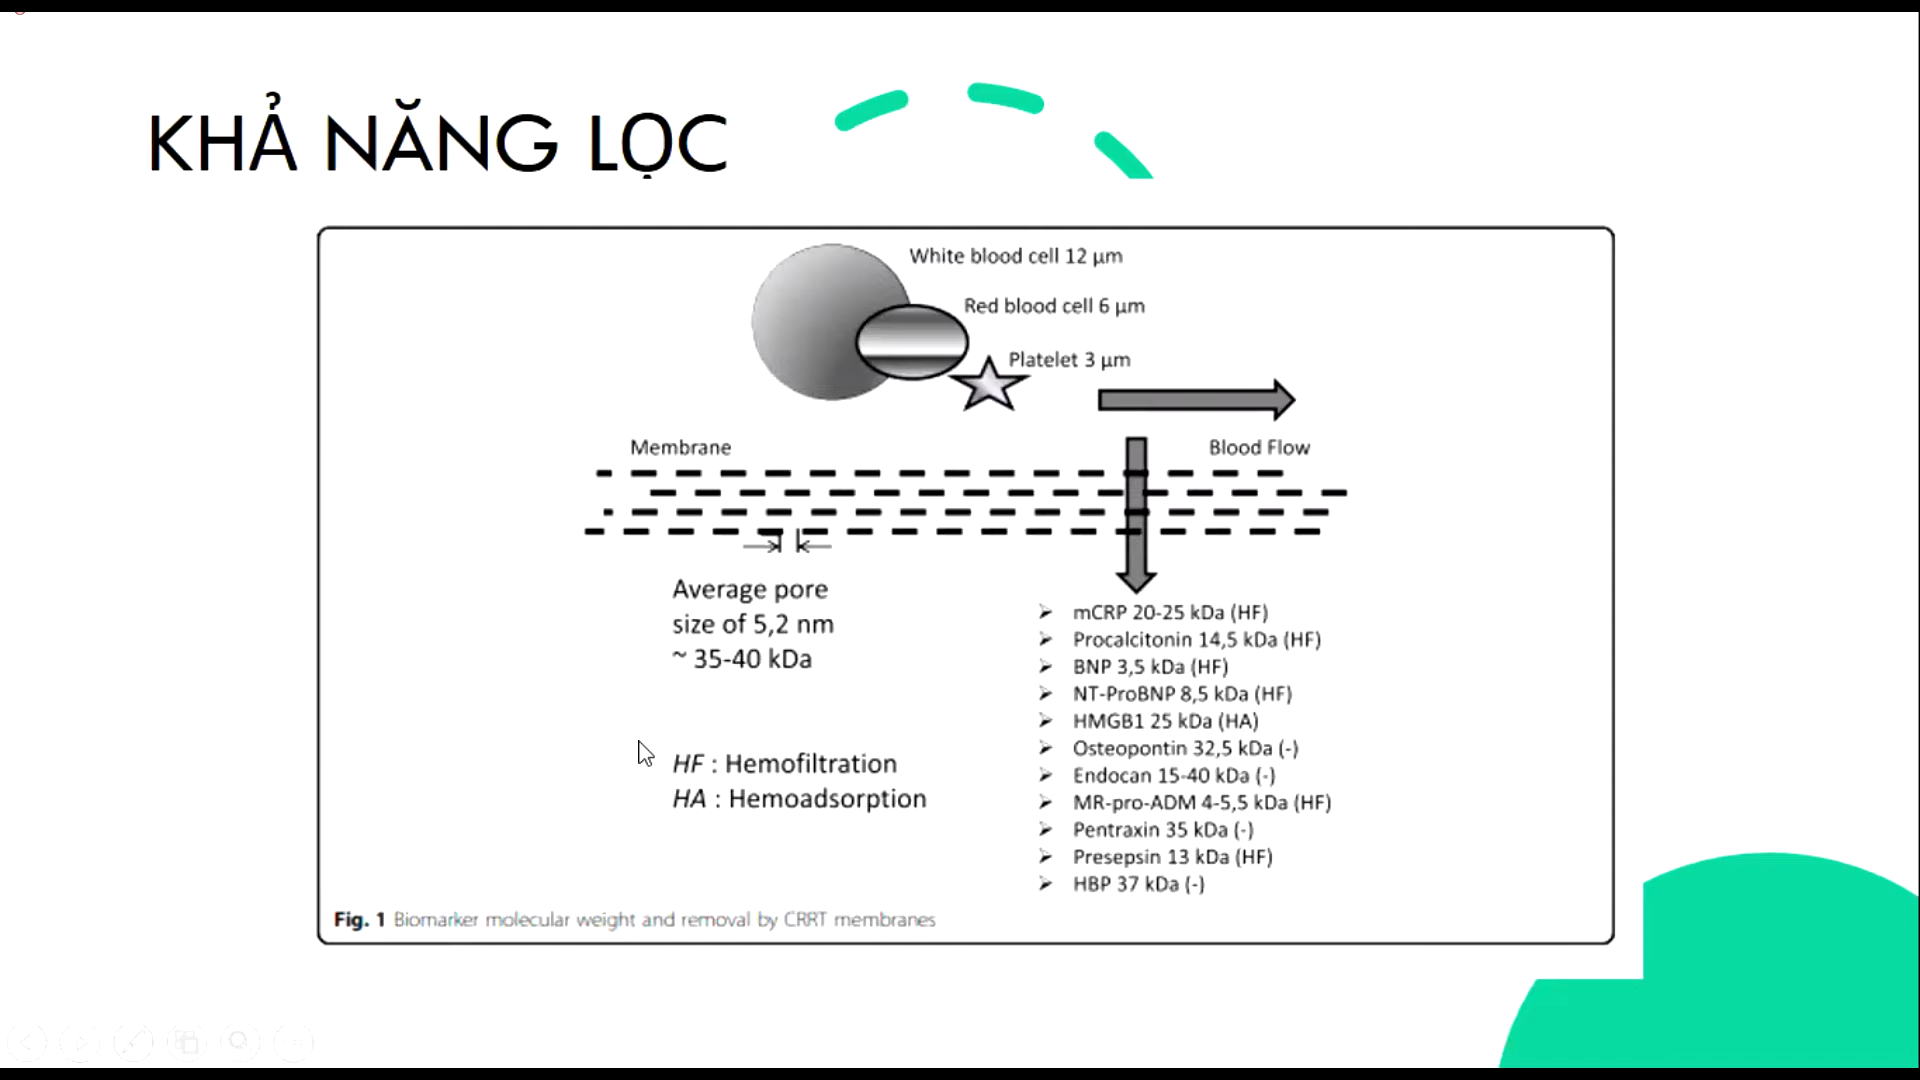 KHẢ NĂNG LỌC
White blood cell 12 µm
Red blood cell 6 µm
Platelet 3 µm
Membrane
Blood Flow
Average pore
size of 5,2 nm
~ 35-40 kDa
HF : Hemofiltration
HA : Hemoadsorption
➢ mCRP 20-25 kDa (HF)
➢ Procalcitonin 14,5 kDa (HF)
➢ BNP 3,5 kDa (HF)
➢ NT-ProBNP 8,5 kDa (HF)
➢ HMGB1 25 kDa (HA)
➢ Osteopontin 32,5 kDa (-)
➢ Endocan 15-40 kDa (-)
➢ MR-pro-ADM 4-5,5 kDa (HF)
➢ Pentraxin 35 kDa (-)
➢ Presepsin 13 kDa (HF)
➢ HBP 37 kDa (-)
Fig. 1 Biomarker molecular weight and removal by CRRT membranes